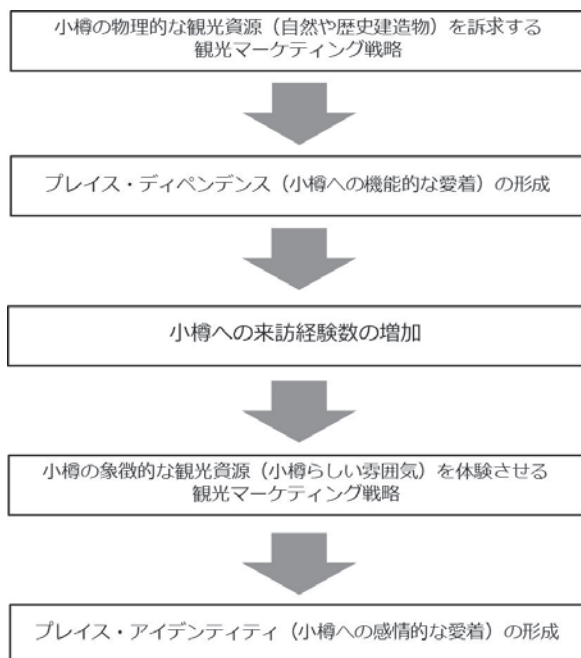 小樽の物理的な観光資源（自然や歴史建造物）を訴求する
観光マーケティング戦略
プレイス・ディペンデンス（小樽への機能的な愛着）の形成
小樽への来訪経験数の増加
小樽の象徴的な観光資源（小樽らしい雰囲気）を体験させる
観光マーケティング戦略
プレイス・アイデンティティ（小樽への感情的な愛着）の形成